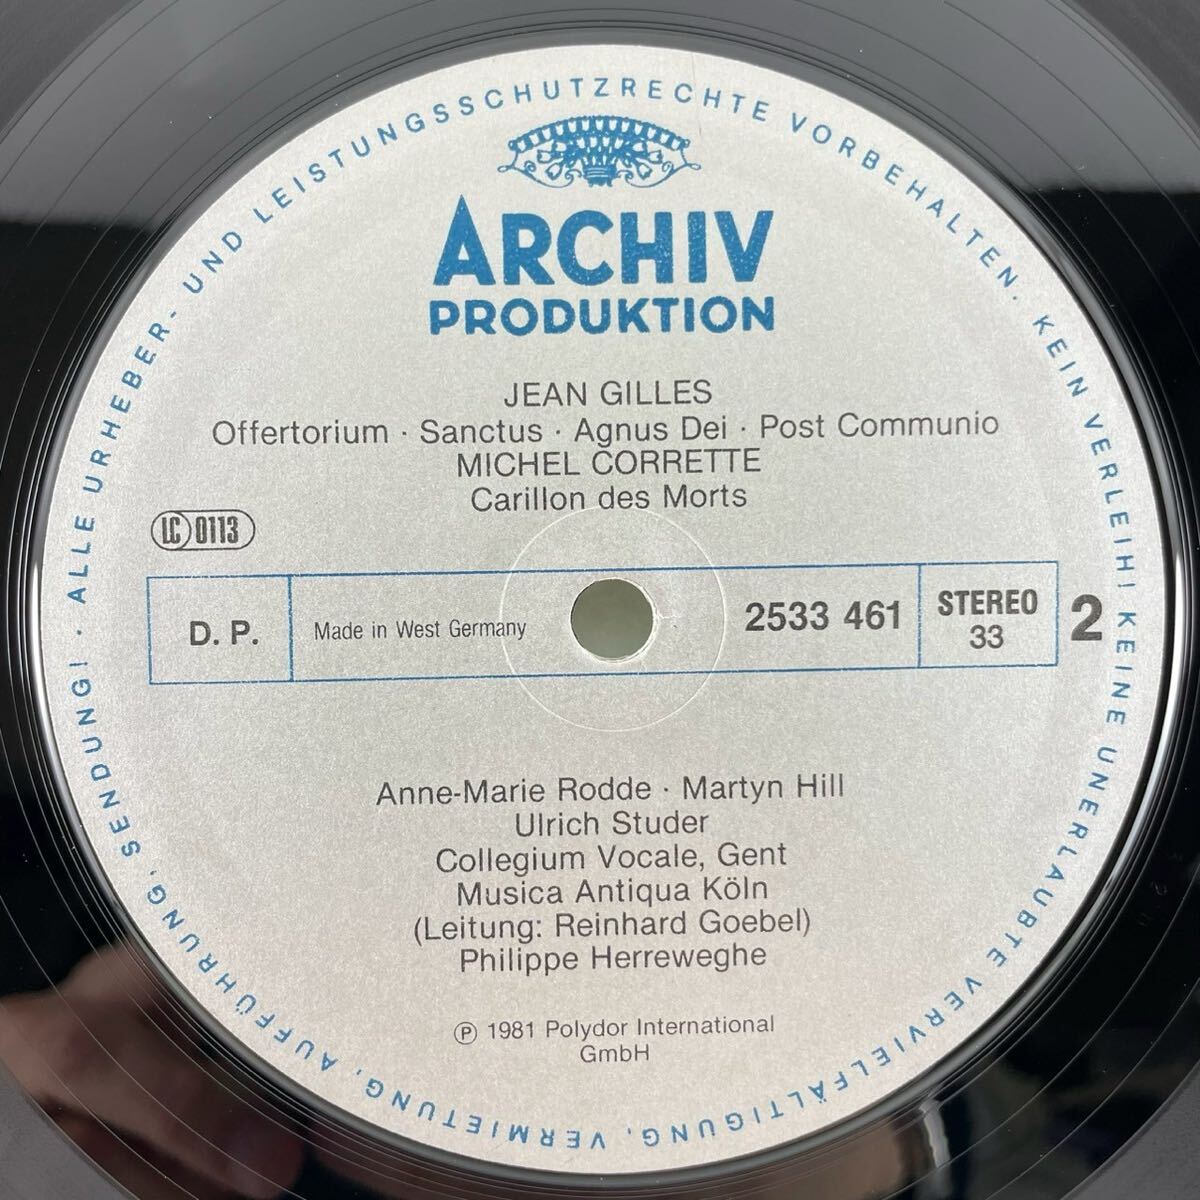 ALLE URHEBER- UND LEISTUNGSSCHUTZRECHTE VORBEHALTEN. KEIN VERLEIH! KEINE UNERLAUBTE VERVIELFÄLTIGUNG, VERMIETUNG, AUFFÜHRUNG, SENDUNG! ·
ARCHIV
PRODUKTION
JEAN GILLES
Offertorium · Sanctus · Agnus Dei · Post Communio
MICHEL CORRETTE
Carillon des Morts
LC 0113
D. P. Made in West Germany 2533 461 STEREO 2
33
Anne-Marie Rodde · Martyn Hill
Ulrich Studer
Collegium Vocale, Gent
Musica Antiqua Köln
(Leitung: Reinhard Goebel)
Philippe Herreweghe
℗ 1981 Polydor International
GmbH